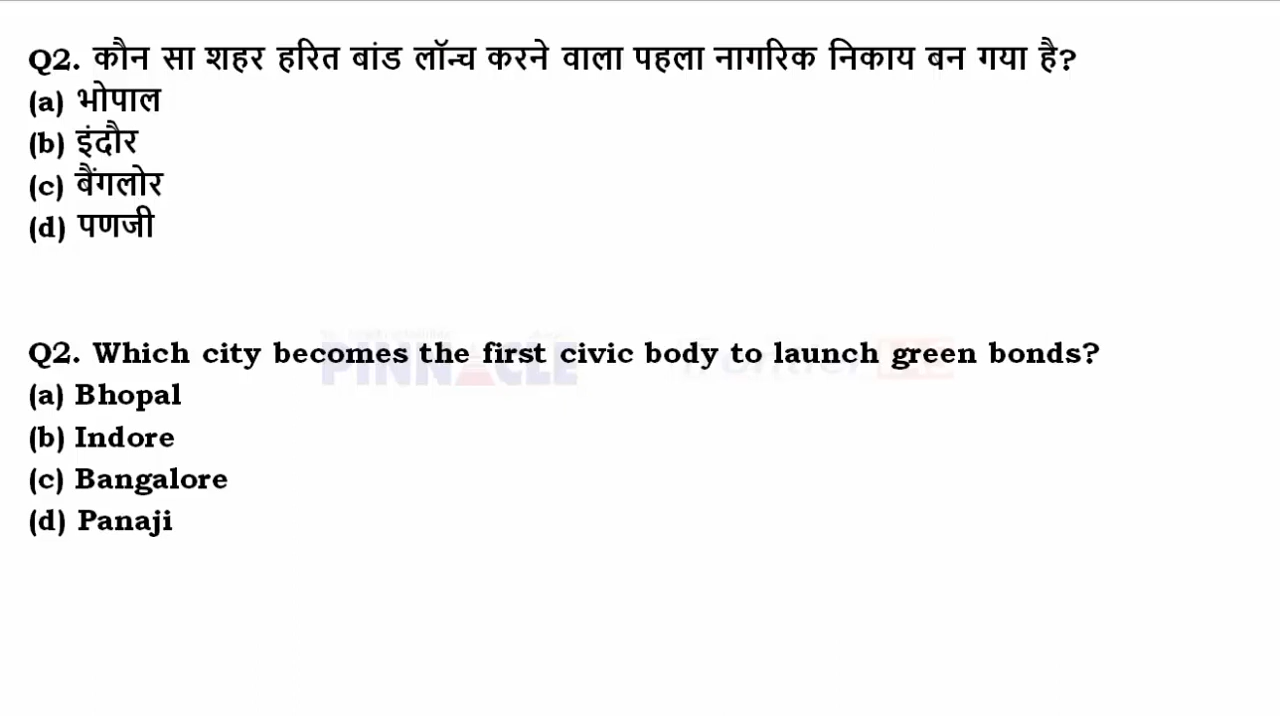 Q2. कौन सा शहर हरित बांड लॉन्च करने वाला पहला नागरिक निकाय बन गया है?
(a) भोपाल
(b) इंदौर
(c) बैंगलोर
(d) पणजी
Q2. Which city becomes the first civic body to launch green bonds?
PINNACLE
(a) Bhopal
(b) Indore
(c) Bangalore
(d) Panaji